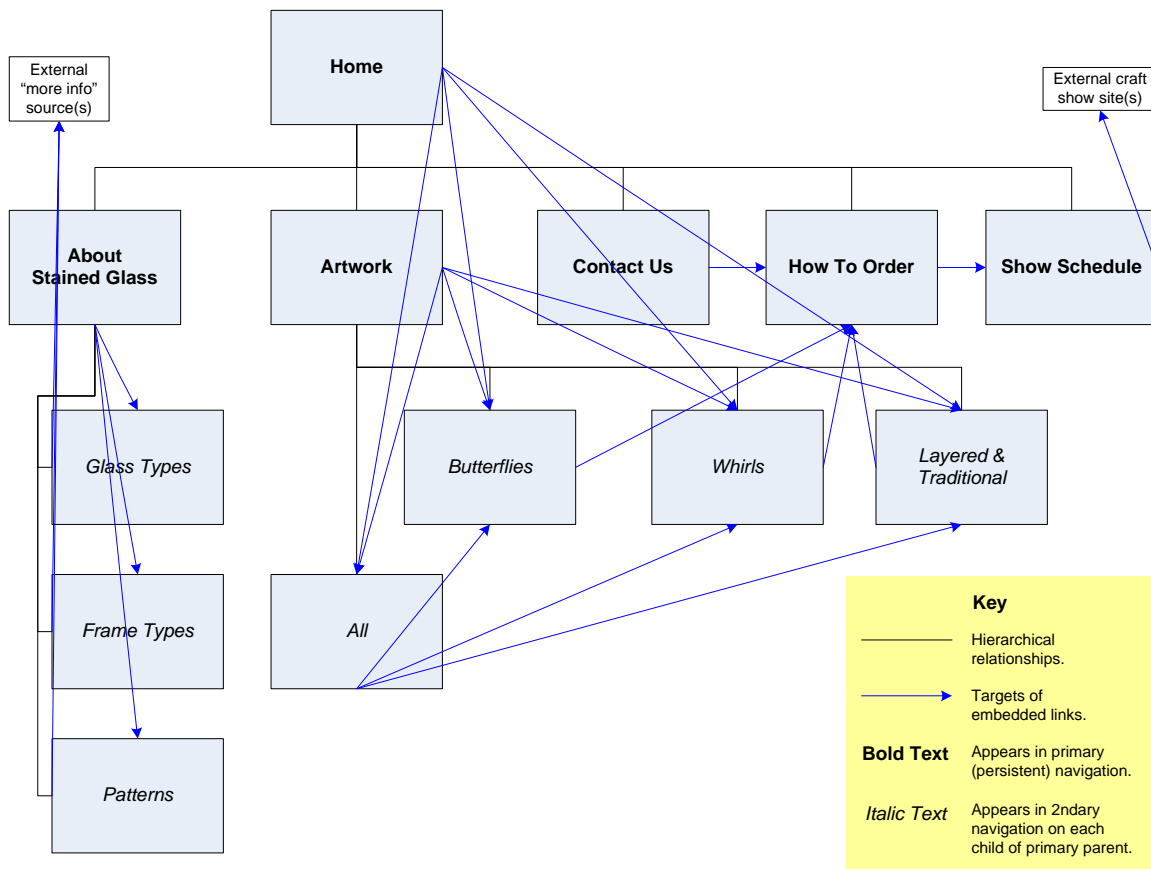 Home
External
“more info”
source(s)
External craft
show site(s)
About
Stained Glass
Artwork
Contact Us
How To Order
Show Schedule
Glass Types
Butterflies
Whirls
Layered &
Traditional
Frame Types
All
Patterns
Key
Hierarchical
relationships.
Targets of
embedded links.
Bold Text
Appears in primary
(persistent) navigation.
Italic Text
Appears in 2ndary
navigation on each
child of primary parent.